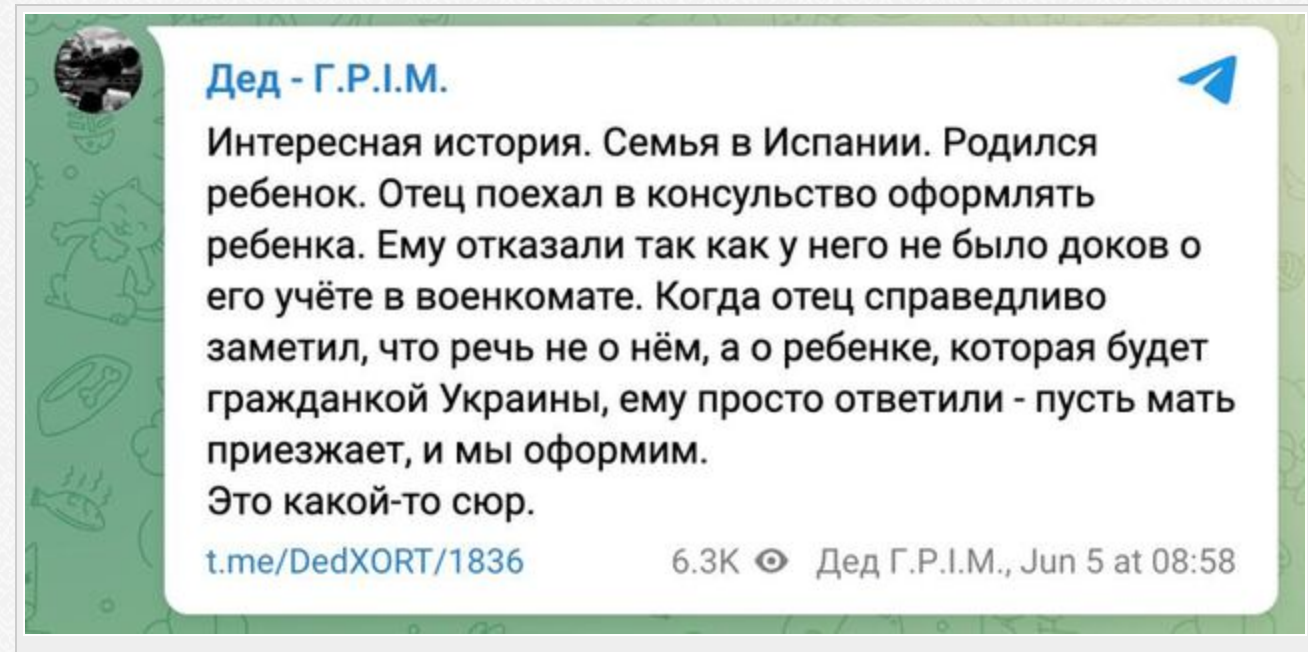 Дед - Г.Р.І.М.
Интересная история. Семья в Испании. Родился
ребенок. Отец поехал в консульство оформлять
ребенка. Ему отказали так как у него не было доков о
его учёте в военкомате. Когда отец справедливо
заметил, что речь не о нём, а о ребенке, которая будет
гражданкой Украины, ему просто ответили - пусть мать
приезжает, и мы оформим.
Это какой-то сюр.
t.me/DedXORT/1836
6.3K Дед Г.Р.І.М., Jun 5 at 08:58